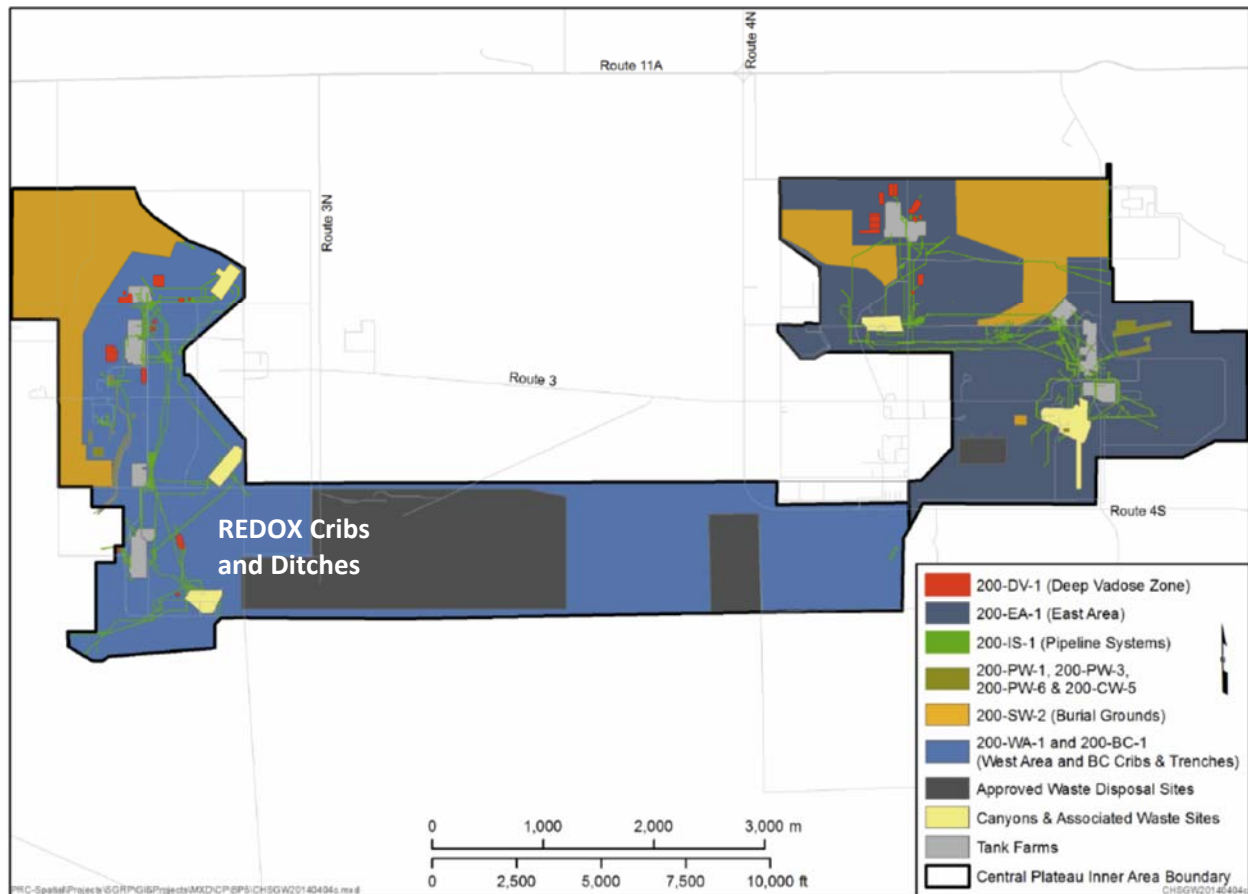 Route 11A
Route 4N
Route 3N
Route 3
REDOX Cribs
and Ditches
Route 4S
200-DV-1 (Deep Vadose Zone)
200-EA-1 (East Area)
200-IS-1 (Pipeline Systems)
200-PW-1, 200-PW-3,
200-PW-6 & 200-CW-5
200-SW-2 (Burial Grounds)
200-WA-1 and 200-BC-1
(West Area and BC Cribs & Trenches)
Approved Waste Disposal Sites
Canyons & Associated Waste Sites
Tank Farms
Central Plateau Inner Area Boundary
0 1,000 2,000 3,000 m
0 2,500 5,000 7,500 10,000 ft
CHSGW20140404c